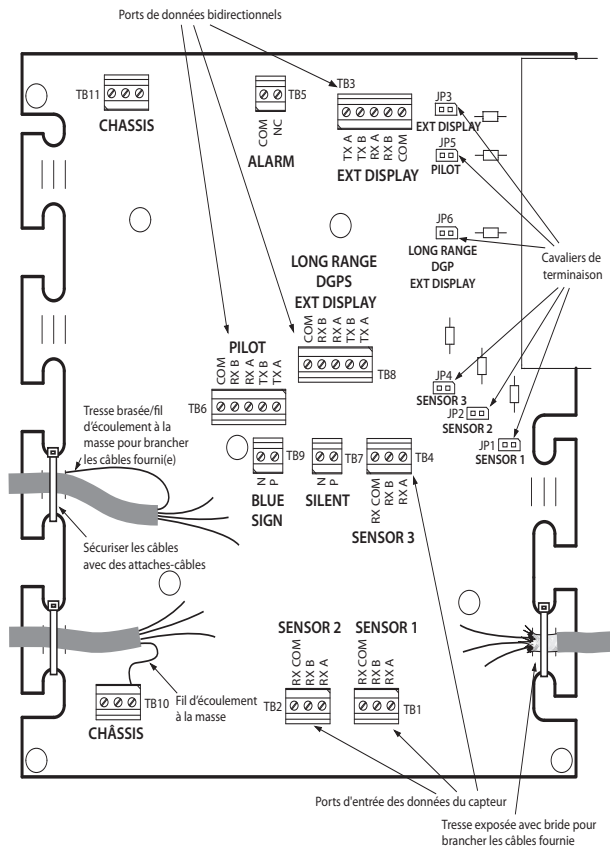 Ports de données bidirectionnels
TB11
CHASSIS
TB5
COM
NC
ALARM
TB3
TX A
TX B
RX A
RX B
COM
EXT DISPLAY
JP3
EXT DISPLAY
JP5
PILOT
JP6
LONG RANGE
DGP
EXT DISPLAY
Cavaliers de
terminaison
LONG RANGE
DGPS
EXT DISPLAY
COM
RX B
RX A
TX B
TX A
TB8
PILOT
COM
RX B
RX A
TX B
TX A
TB6
JP4
SENSOR 3
JP2
SENSOR 2
JP1
SENSOR 1
Tresse brasée/fil
d'écoulement à la
masse pour brancher
les câbles fourni(e)
TB9
N
P
BLUE
SIGN
TB7
N
P
SILENT
TB4
RX COM
RX B
RX A
SENSOR 3
Sécuriser les câbles
avec des attaches-câbles
SENSOR 2
RX COM
RX B
RX A
TB2
SENSOR 1
RX COM
RX B
RX A
TB1
TB10
CHÂSSIS
Fil d'écoulement
à la masse
Ports d'entrée des données du capteur
Tresse exposée avec bride pour
brancher les câbles fournie